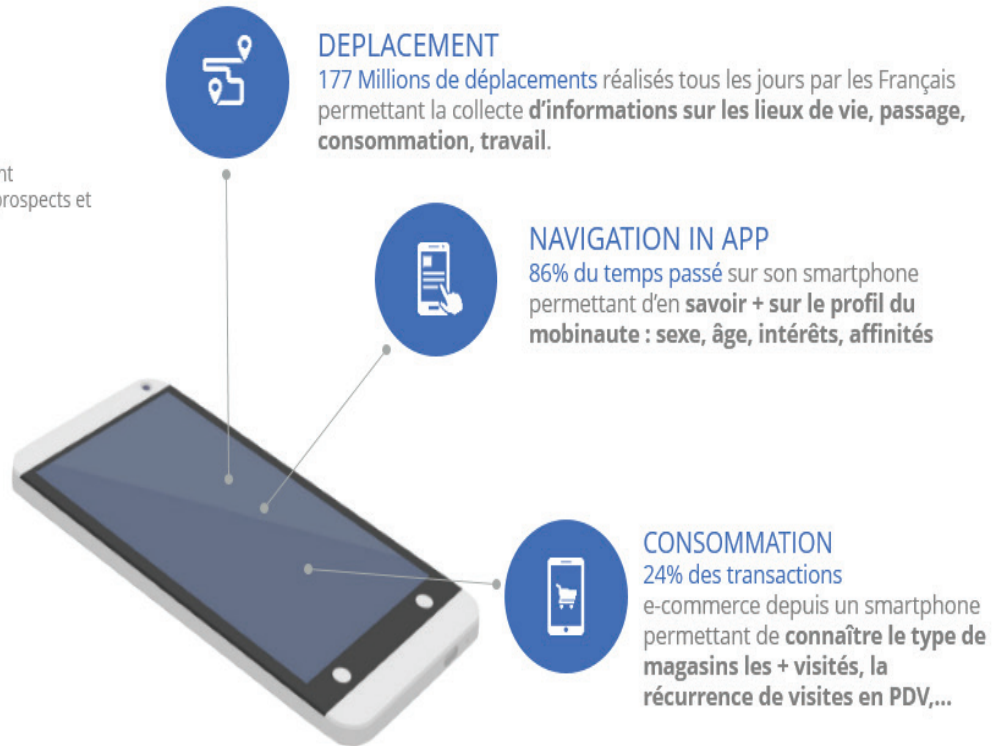 DEPLACEMENT
177 Millions de déplacements réalisés tous les jours par les Français
permettant la collecte d'informations sur les lieux de vie, passage,
consommation, travail.
nt
prospects et
NAVIGATION IN APP
86% du temps passé sur son smartphone
permettant d'en savoir + sur le profil du
mobinaute : sexe, âge, intérêts, affinités
CONSOMMATION
24% des transactions
e-commerce depuis un smartphone
permettant de connaître le type de
magasins les + visités, la
récurrence de visites en PDV,...